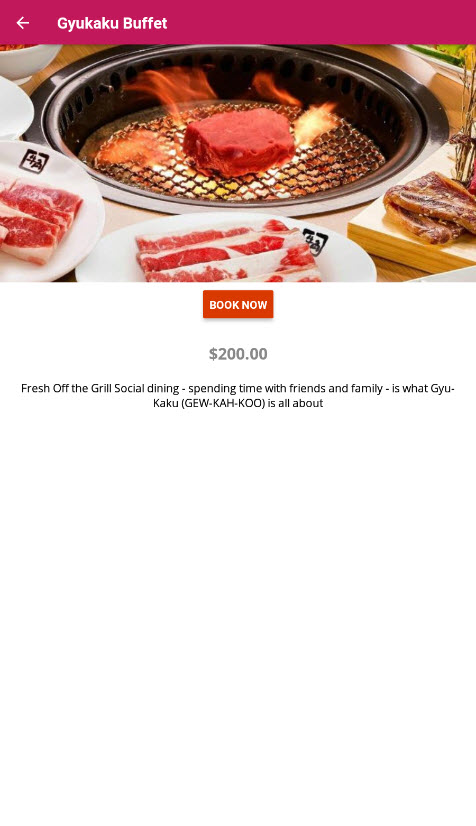 Gyukaku Buffet
BOOK NOW
$200.00
Fresh Off the Grill Social dining - spending time with friends and family - is what Gyu-
Kaku (GEW-KAH-KOO) is all about